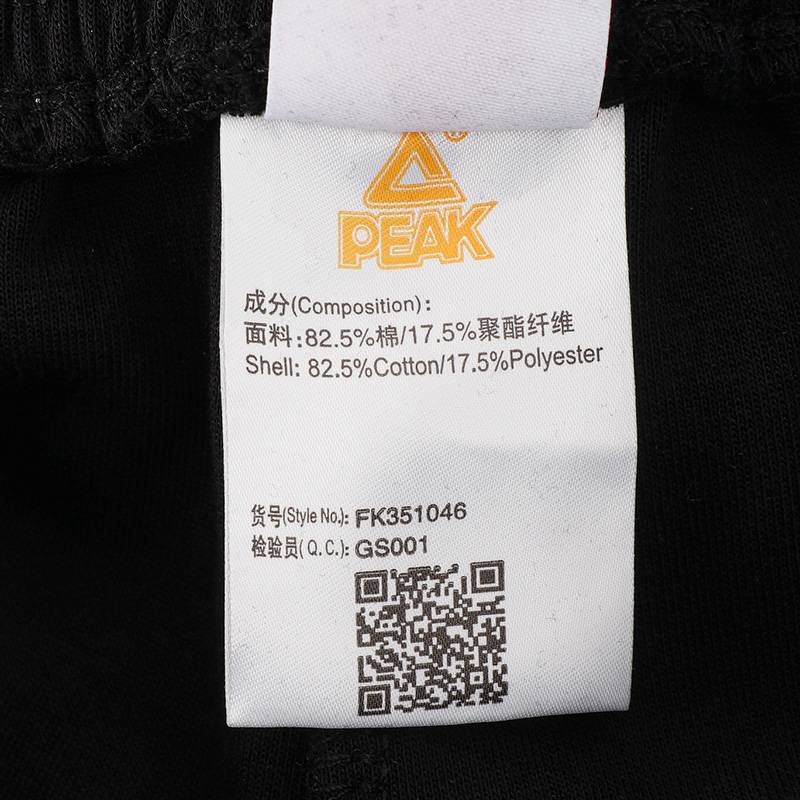 ®
PEAK
成分(Composition):
面料:82.5%棉/17.5%聚酯纤维
Shell: 82.5%Cotton/17.5%Polyester
货号(Style No.): FK351046
检验员(Q.C.): GS001